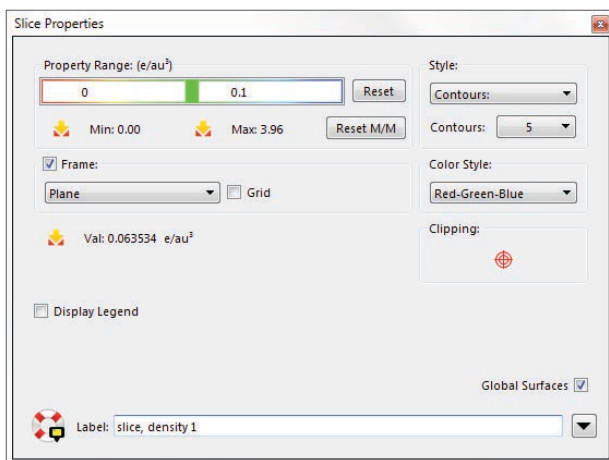 Slice Properties
Property Range: (e/au³)
0 0.1 Reset
Min: 0.00 Max: 3.96 Reset M/M
Style:
Contours:
Contours: 5
Frame:
Plane Grid
Color Style:
Red-Green-Blue
Val: 0.063534 e/au³
Clipping:
Display Legend
Global Surfaces
Label: slice, density 1